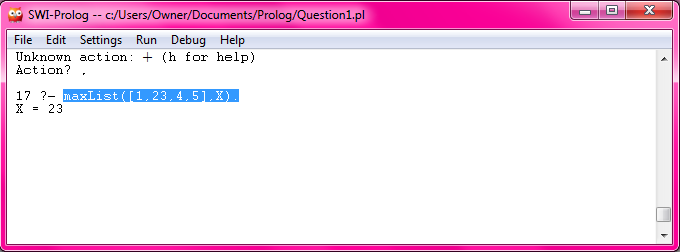 SWI-Prolog -- c:/Users/Owner/Documents/Prolog/Question1.pl
File Edit Settings Run Debug Help
Unknown action: + (h for help)
Action? .
17 ?- maxList([1,23,4,5],X).
X = 23